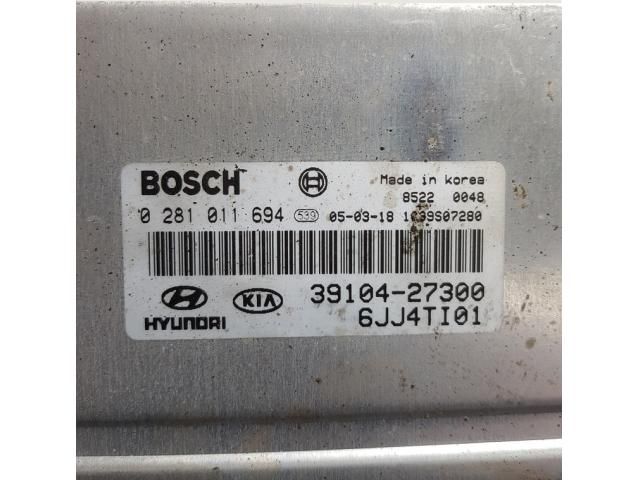 BOSCH
Made in korea
8522 0048
0 281 011 694 539 05-03-18 1039S07280
HYUNDAI KIA 39104-27300
6JJ4TI01